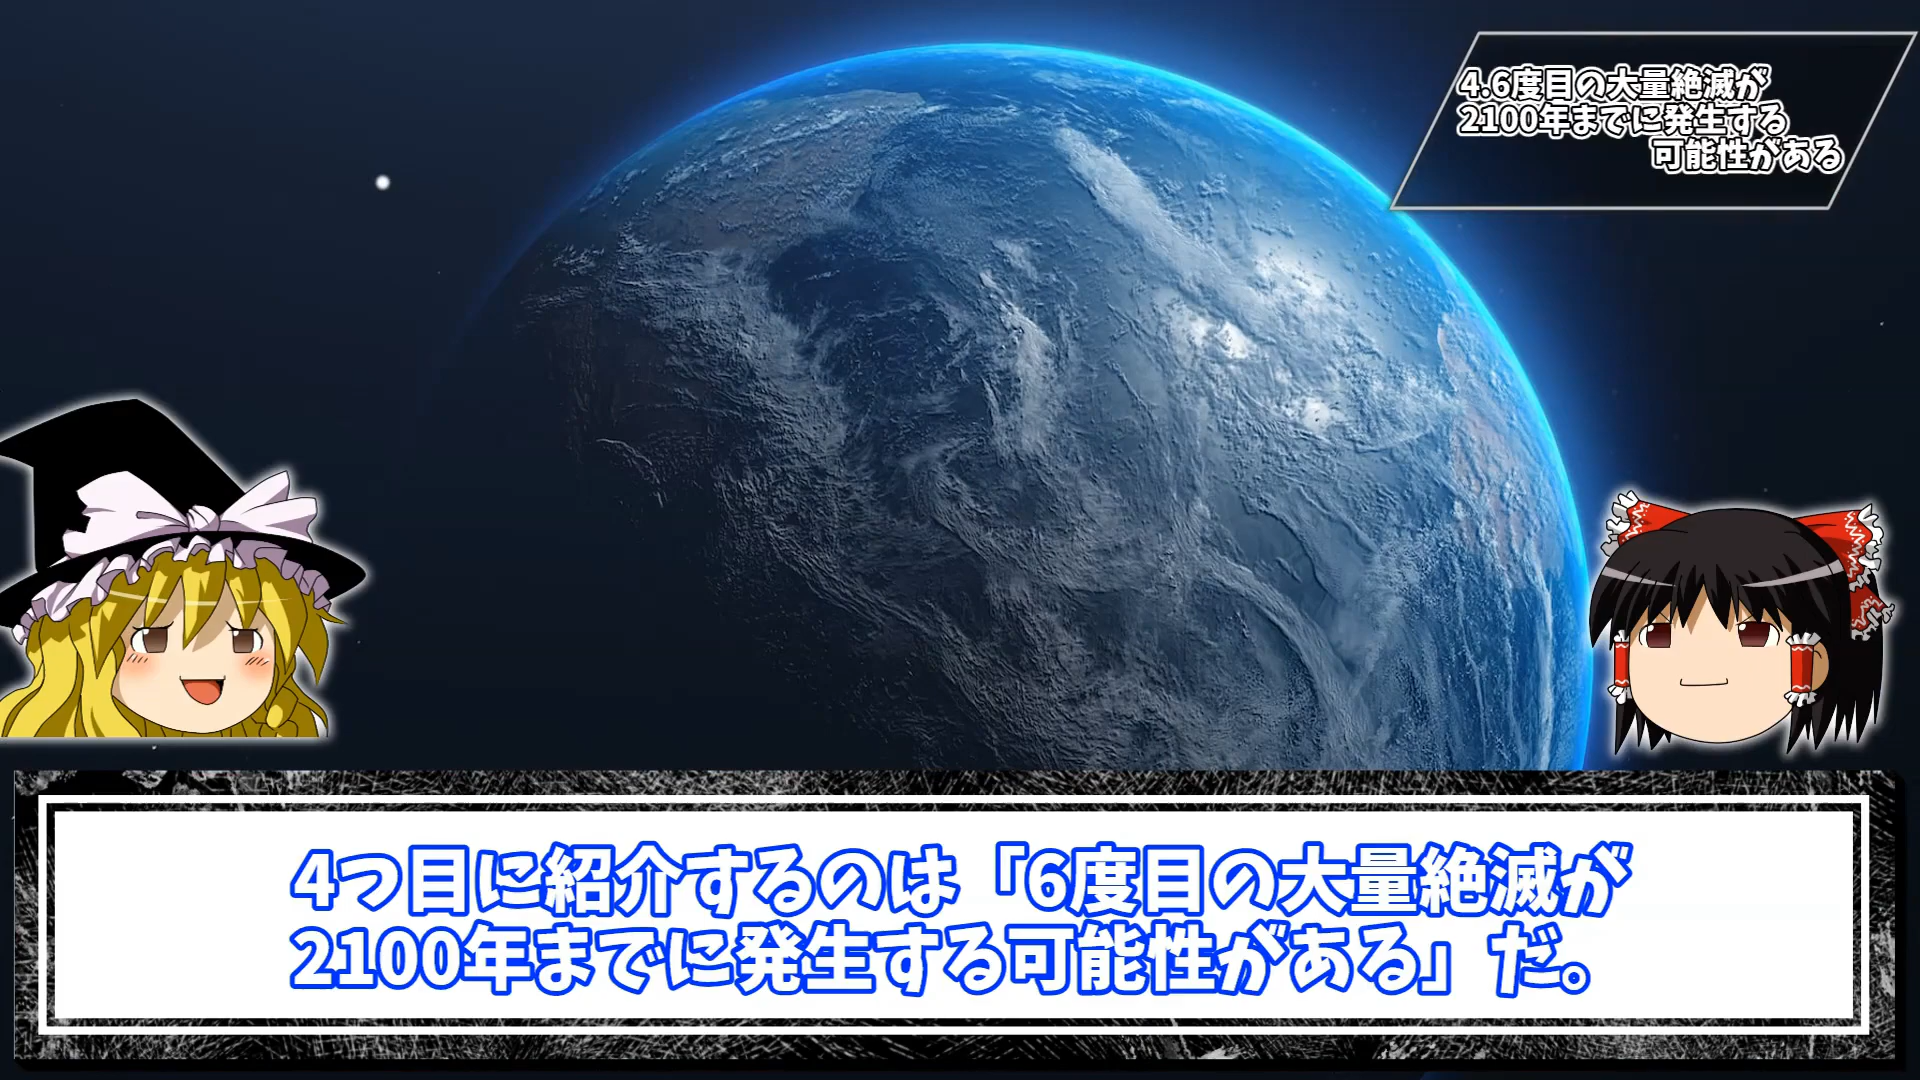 4.6度目の大量絶滅が
2100年までに発生する
可能性がある
4つ目に紹介するのは「6度目の大量絶滅が
2100年までに発生する可能性がある」だ。